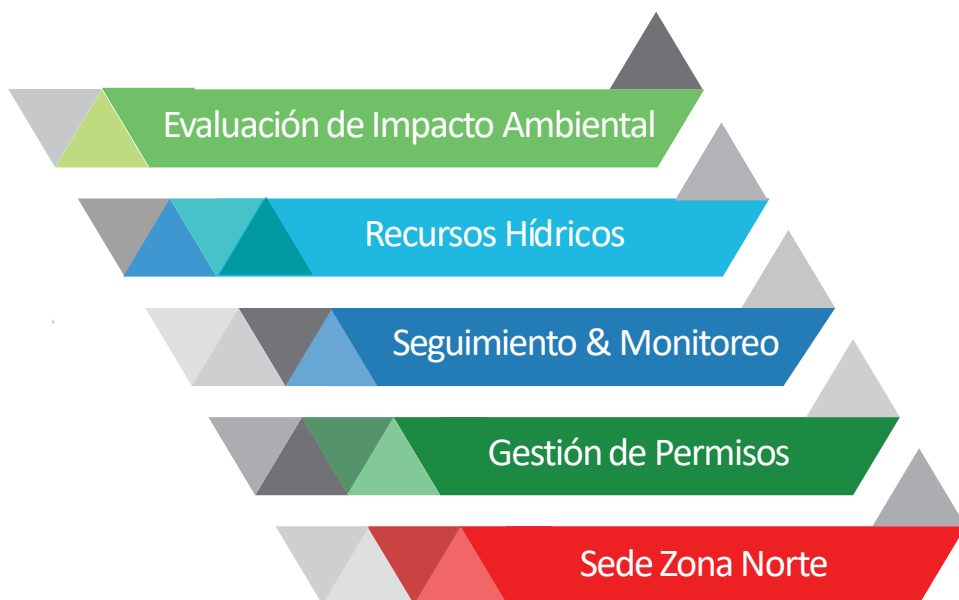 Evaluación de Impacto Ambiental
Recursos Hídricos
Seguimiento & Monitoreo
Gestión de Permisos
Sede Zona Norte